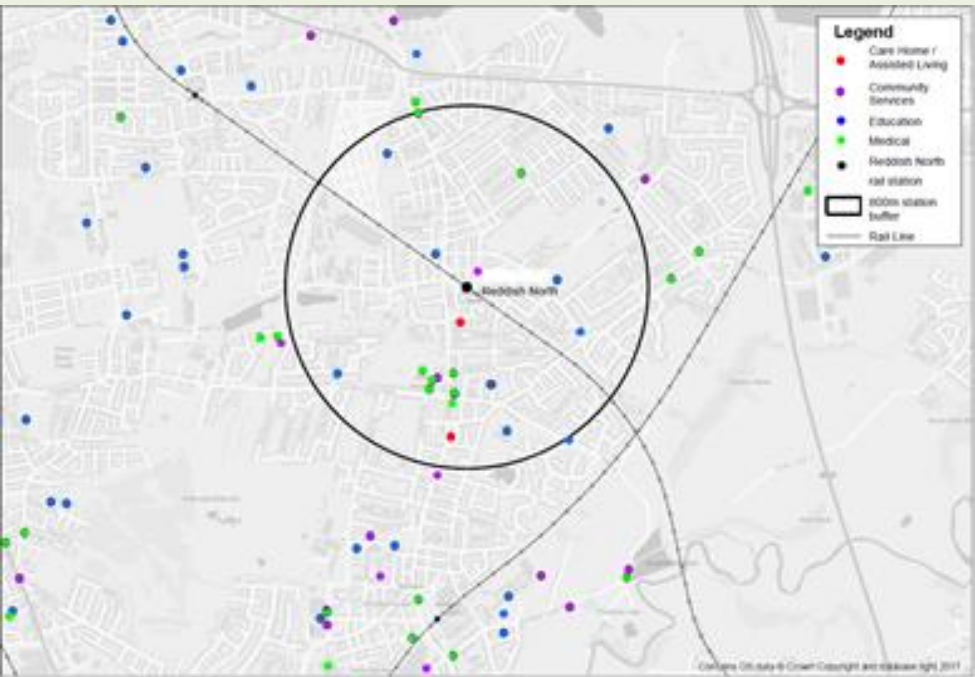 Legend
Care Home /
Assisted Living
Community
Services
Education
Medical
Reddish North
rail station
800m station
buffer
Rail Line
Reddish North
Contains OS data © Crown Copyright and database right 2017